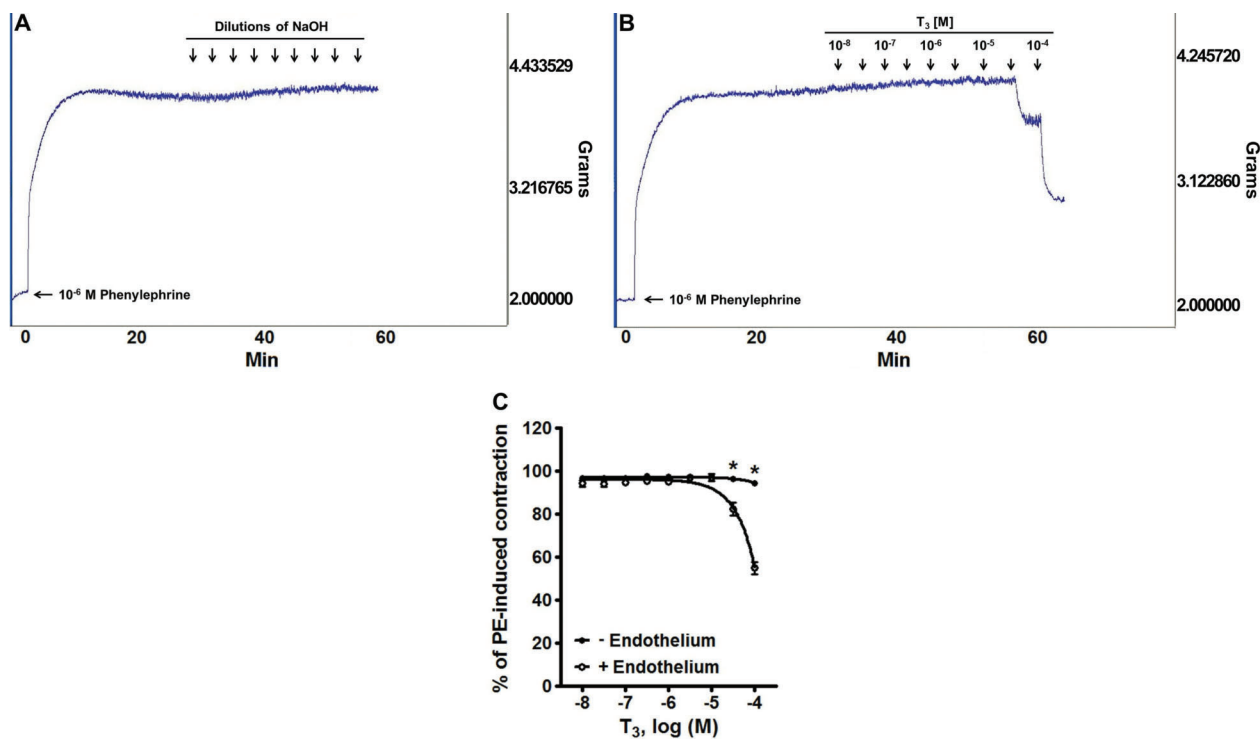 A
Dilutions of NaOH
4.433529
3.216765
2.000000
Grams
10⁻⁶ M Phenylephrine
0 20 40 60
Min
B
T₃ [M]
10⁻⁸ 10⁻⁷ 10⁻⁶ 10⁻⁵ 10⁻⁴
4.245720
3.122860
2.000000
Grams
10⁻⁶ M Phenylephrine
0 20 40 60
Min
C
% of PE-induced contraction
120
100
80
60
40
20
0
* *
- Endothelium
+ Endothelium
-8 -7 -6 -5 -4
T₃, log (M)